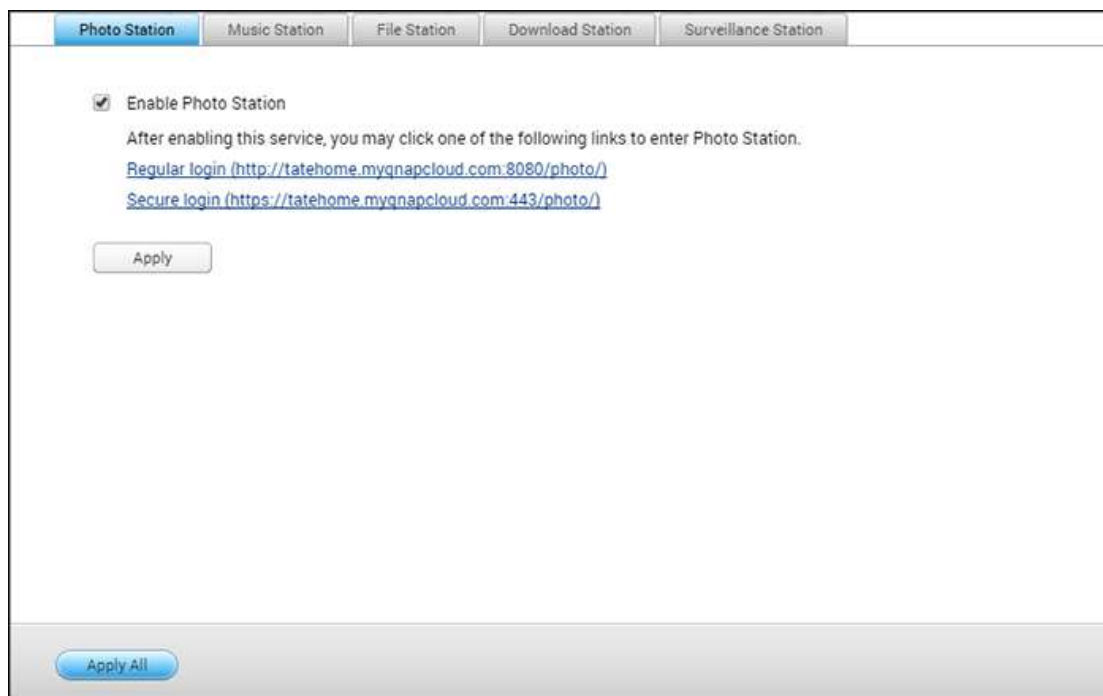 Photo Station Music Station File Station Download Station Surveillance Station
Enable Photo Station
After enabling this service, you may click one of the following links to enter Photo Station.
Regular login (http://tatehome.myqnapcloud.com:8080/photo/)
Secure login (https://tatehome.myqnapcloud.com:443/photo/)
Apply
Apply All